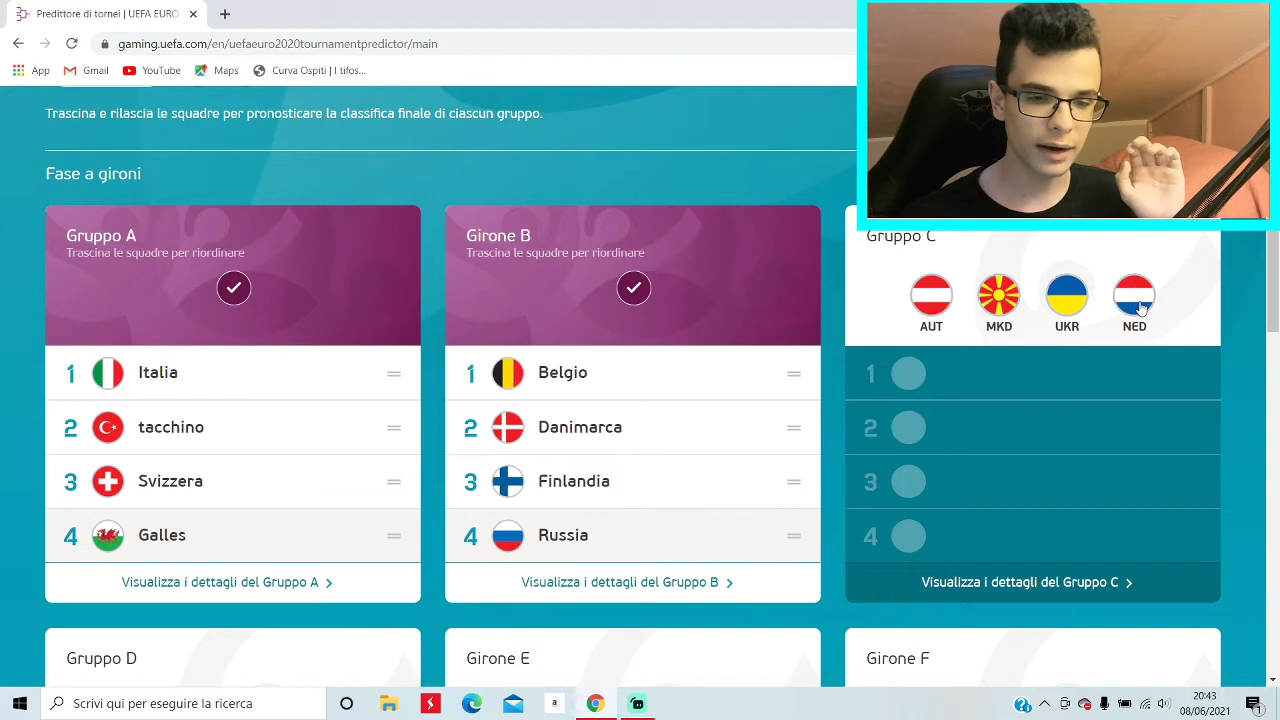 Predittore di tornei | UEFA EURO
gaming.uefa.com/en/uefaeuro2020tournamentpredictor/main
App
Gmail
YouTube
Maps
Curva Ospiti | I tifos...
Trascina e rilascia le squadre per pronosticare la classifica finale di ciascun gruppo.
Fase a gironi
Gruppo A
Trascina le squadre per riordinare
1 Italia
2 tacchino
3 Svizzera
4 Galles
Visualizza i dettagli del Gruppo A
Girone B
Trascina le squadre per riordinare
1 Belgio
2 Danimarca
3 Finlandia
4 Russia
Visualizza i dettagli del Gruppo B
Gruppo C
AUT MKD UKR NED
1
2
3
4
Visualizza i dettagli del Gruppo C
Gruppo D
Girone E
Girone F
Scrivi qui per eseguire la ricerca
a
20:43
08/06/2021
1